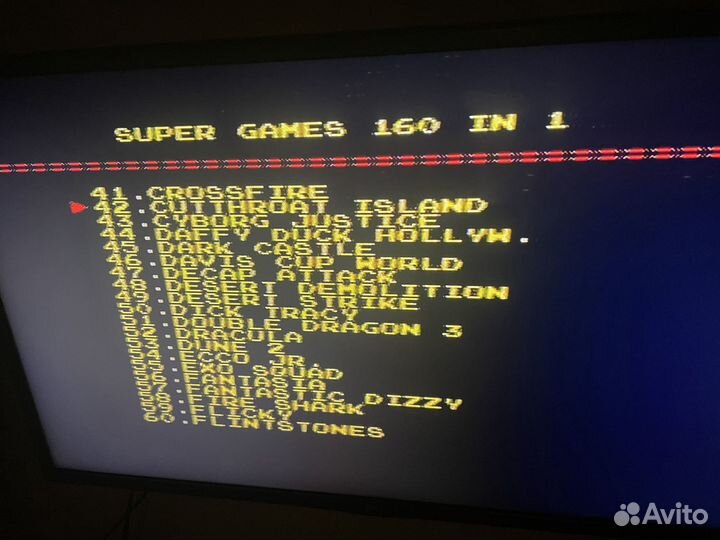 SUPER GAMES 160 IN 1
41.CROSSFIRE
42.CUTTHROAT ISLAND
43.CYBORG JUSTICE
44.DAFFY DUCK HOLLYW.
45.DARK CASTLE
46.DAVIS CUP WORLD
47.DECAP ATTACK
48.DESERT DEMOLITION
49.DESERT STRIKE
50.DICK TRACY
51.DOUBLE DRAGON 3
52.DRACULA
53.DUNE 2
54.ECCO JR.
55.EXO SQUAD
56.FANTASIA
57.FANTASTIC DIZZY
58.FIRE SHARK
59.FLICKY
60.FLINTSTONES
Avito